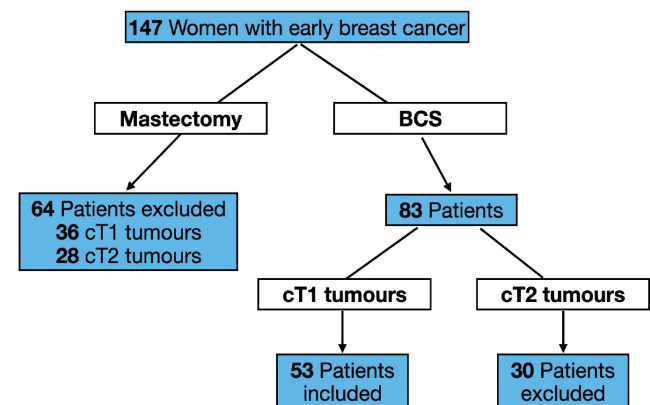 147 Women with early breast cancer
Mastectomy
BCS
64 Patients excluded
36 cT1 tumours
28 cT2 tumours
83 Patients
cT1 tumours
cT2 tumours
53 Patients
included
30 Patients
excluded